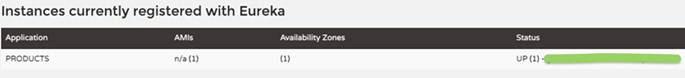 Instances currently registered with Eureka
Application AMIs Availability Zones Status
PRODUCTS n/a (1) (1) UP (1) -